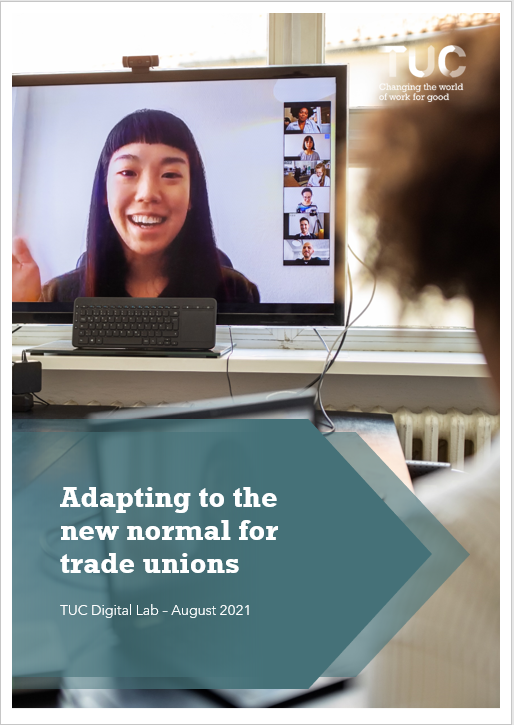 TUC
Changing the world
of work for good
Adapting to the
new normal for
trade unions
TUC Digital Lab – August 2021